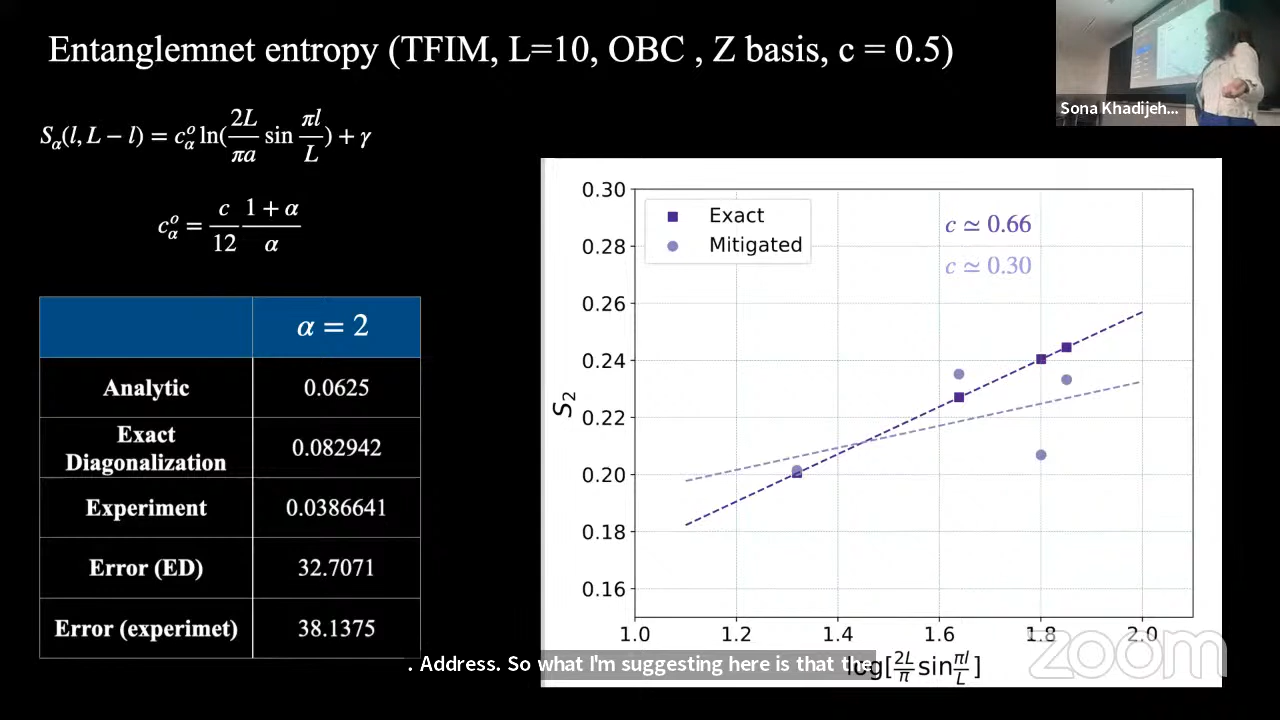 Entanglemnet entropy (TFIM, L=10, OBC , Z basis, c = 0.5)
Sona Khadijeh...
Sα(l, L − l) = cαº ln(2L/πa sin πl/L) + γ
cαº = c/12 1 + α/α
α = 2
Analytic 0.0625
Exact Diagonalization 0.082942
Experiment 0.0386641
Error (ED) 32.7071
Error (experimet) 38.1375
Exact
Mitigated
c ≃ 0.66
c ≃ 0.30
0.30
0.28
0.26
0.24
0.22
0.20
0.18
0.16
S₂
1.0 1.2 1.4 1.6 1.8 2.0
log[2L/π sin πl/L]
. Address. So what I'm suggesting here is that the
zoom